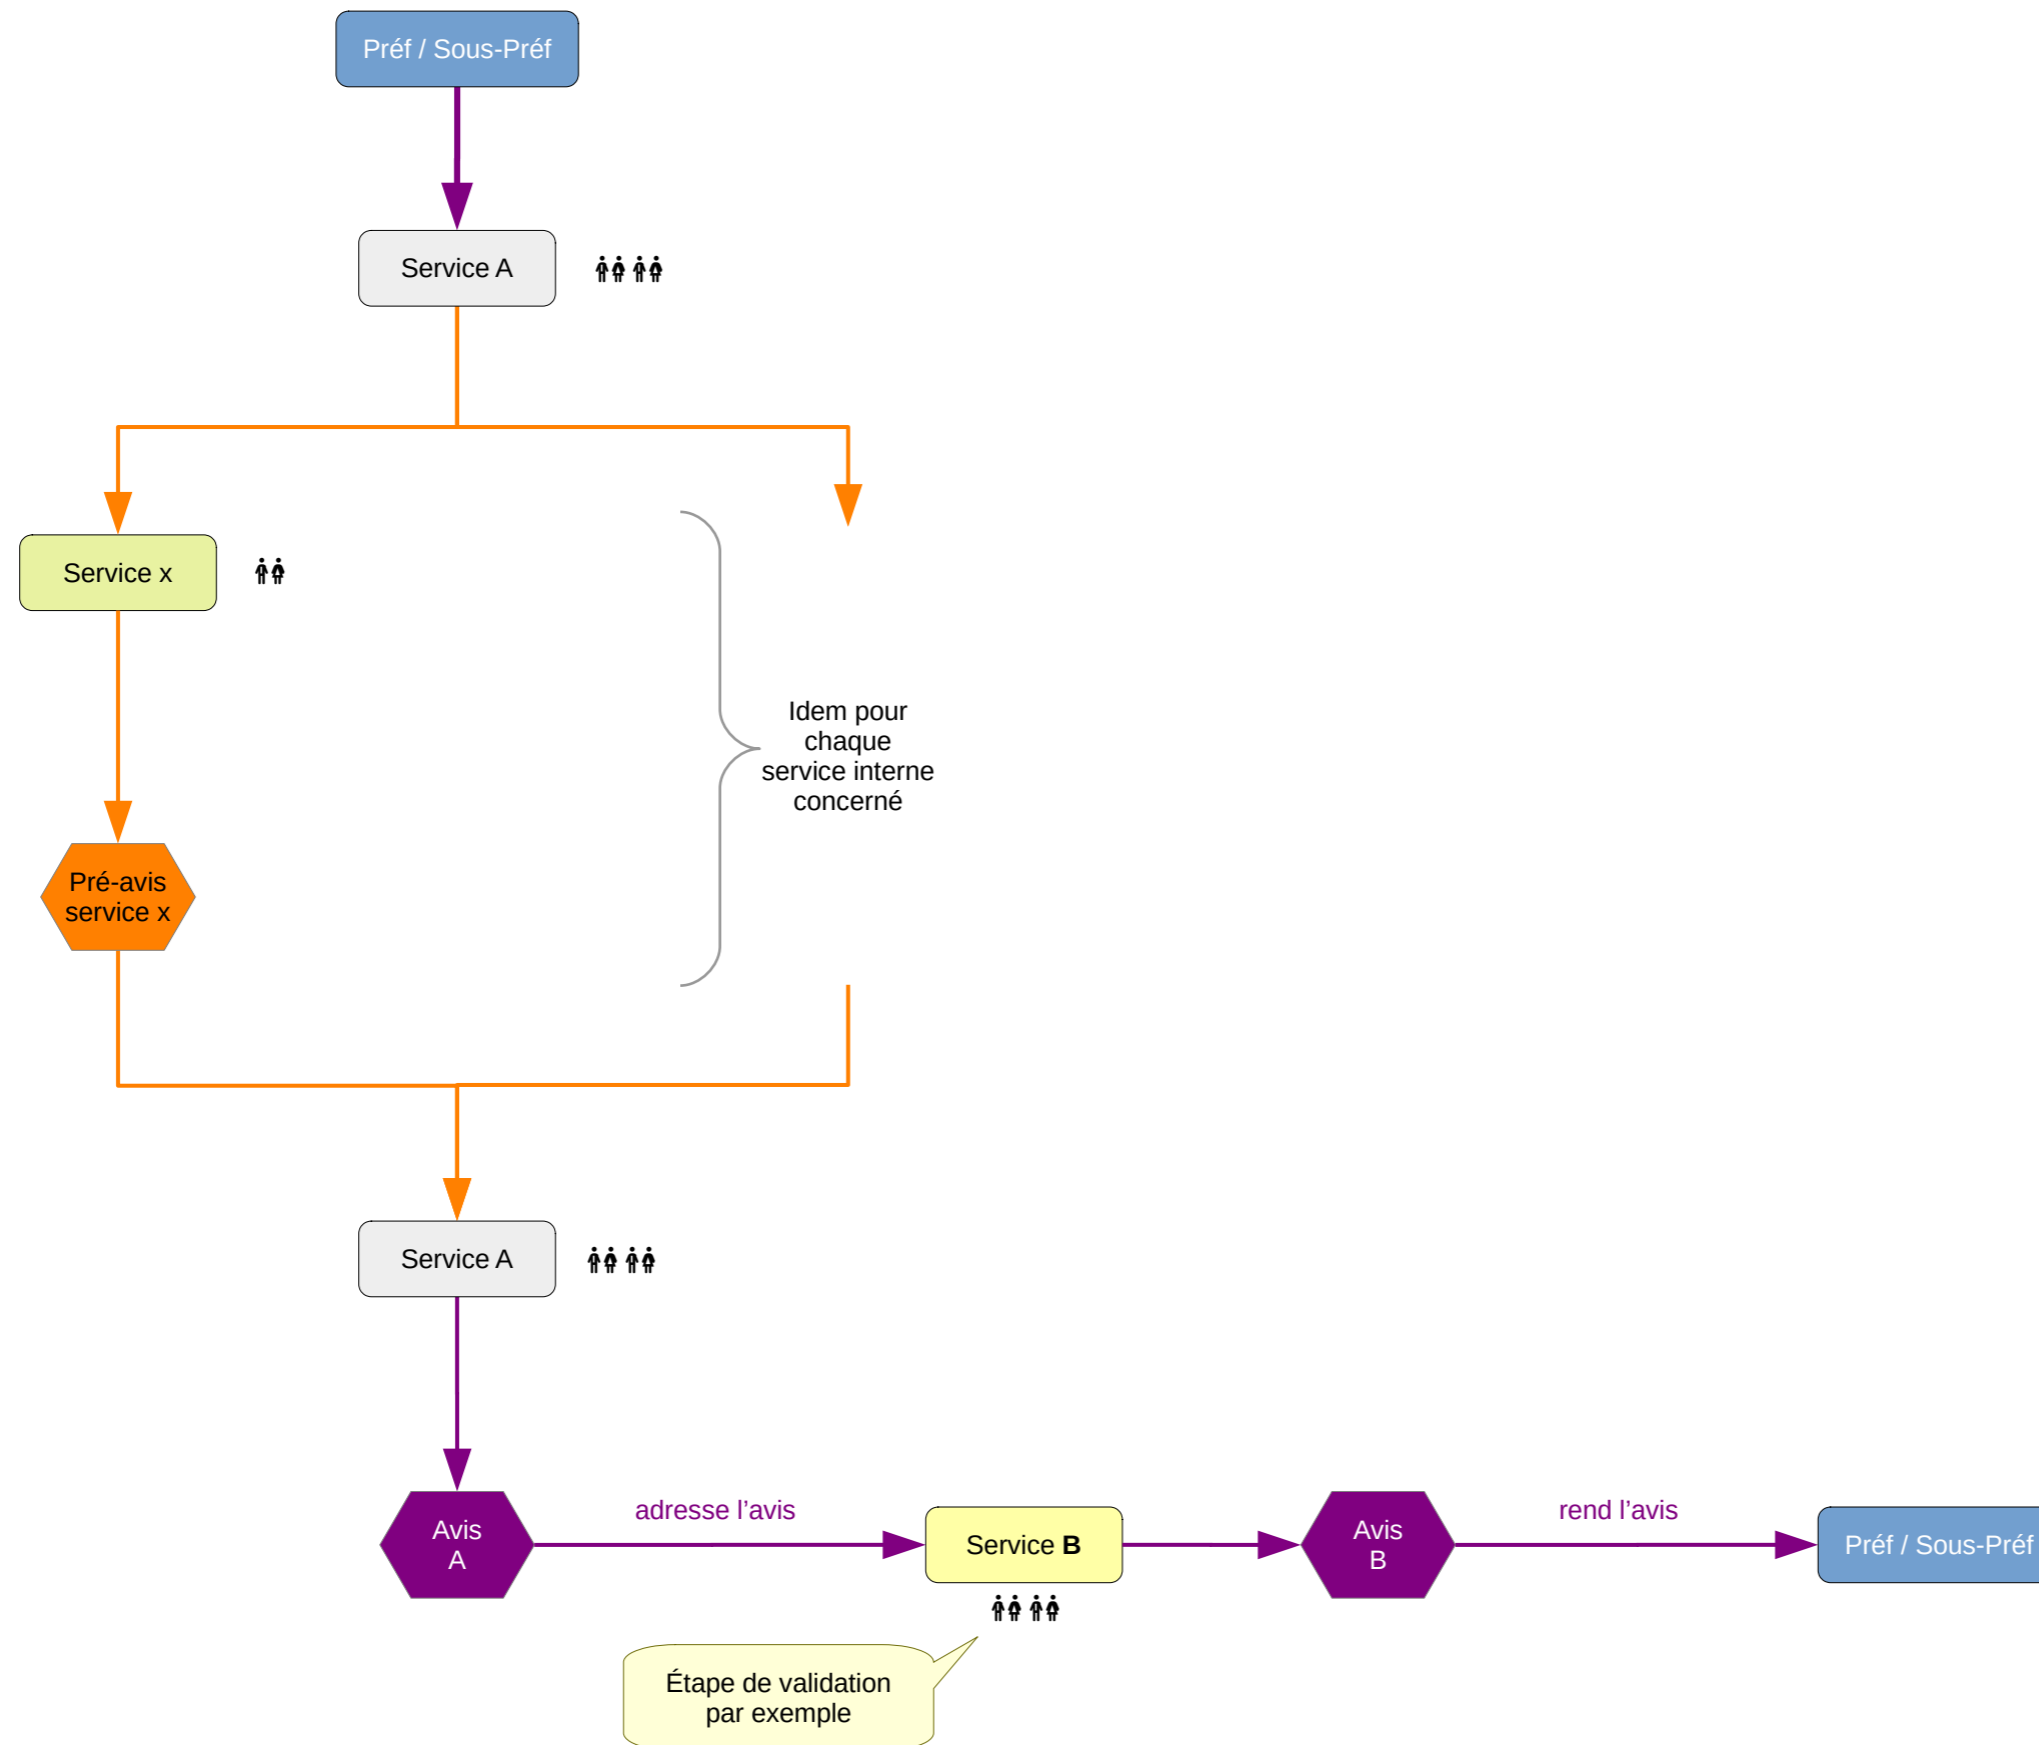 Préf / Sous-Préf
Service A
Service x
Idem pour
chaque
service interne
concerné
Pré-avis
service x
Service A
Avis
A
adresse l’avis
Service B
Avis
B
rend l’avis
Préf / Sous-Préf
Étape de validation
par exemple